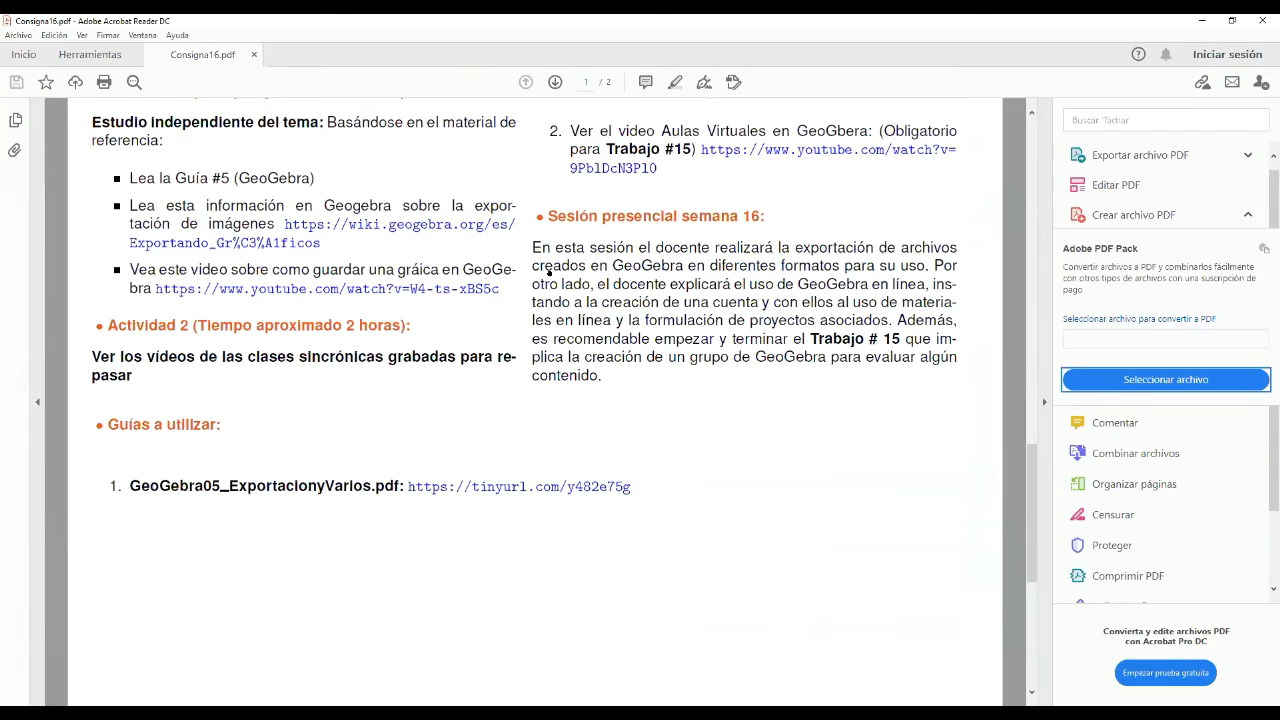 Consigna16.pdf - Adobe Acrobat Reader DC
Archivo Edición Ver Firmar Ventana Ayuda
Inicio Herramientas Consigna16.pdf × Iniciar sesión
1 / 2
Estudio independiente del tema: Basándose en el material de
referencia:
■ Lea la Guía #5 (GeoGebra)
■ Lea esta información en Geogebra sobre la expor-
tación de imágenes https://wiki.geogebra.org/es/
Exportando_Gr%C3%A1ficos
■ Vea este video sobre como guardar una gráica en GeoGe-
bra https://www.youtube.com/watch?v=W4-ts-xBS5c
• Actividad 2 (Tiempo aproximado 2 horas):
Ver los vídeos de las clases sincrónicas grabadas para re-
pasar
• Guías a utilizar:
1. GeoGebra05_ExportacionyVarios.pdf: https://tinyurl.com/y482e75g
2. Ver el video Aulas Virtuales en GeoGbera: (Obligatorio
para Trabajo #15) https://www.youtube.com/watch?v=
9PblDcN3Pl0
• Sesión presencial semana 16:
En esta sesión el docente realizará la exportación de archivos
creados en GeoGebra en diferentes formatos para su uso. Por
otro lado, el docente explicará el uso de GeoGebra en línea, ins-
tando a la creación de una cuenta y con ellos al uso de materia-
les en línea y la formulación de proyectos asociados. Además,
es recomendable empezar y terminar el Trabajo # 15 que im-
plica la creación de un grupo de GeoGebra para evaluar algún
contenido.
Buscar 'Tachar'
Exportar archivo PDF
Editar PDF
Crear archivo PDF
Adobe PDF Pack
Convertir archivos a PDF y combinarlos fácilmente
con otros tipos de archivos con una suscripción de
pago
Seleccionar archivo para convertir a PDF
Seleccionar archivo
Comentar
Combinar archivos
Organizar páginas
Censurar
Proteger
Comprimir PDF
Convierta y edite archivos PDF
con Acrobat Pro DC
Empezar prueba gratuita